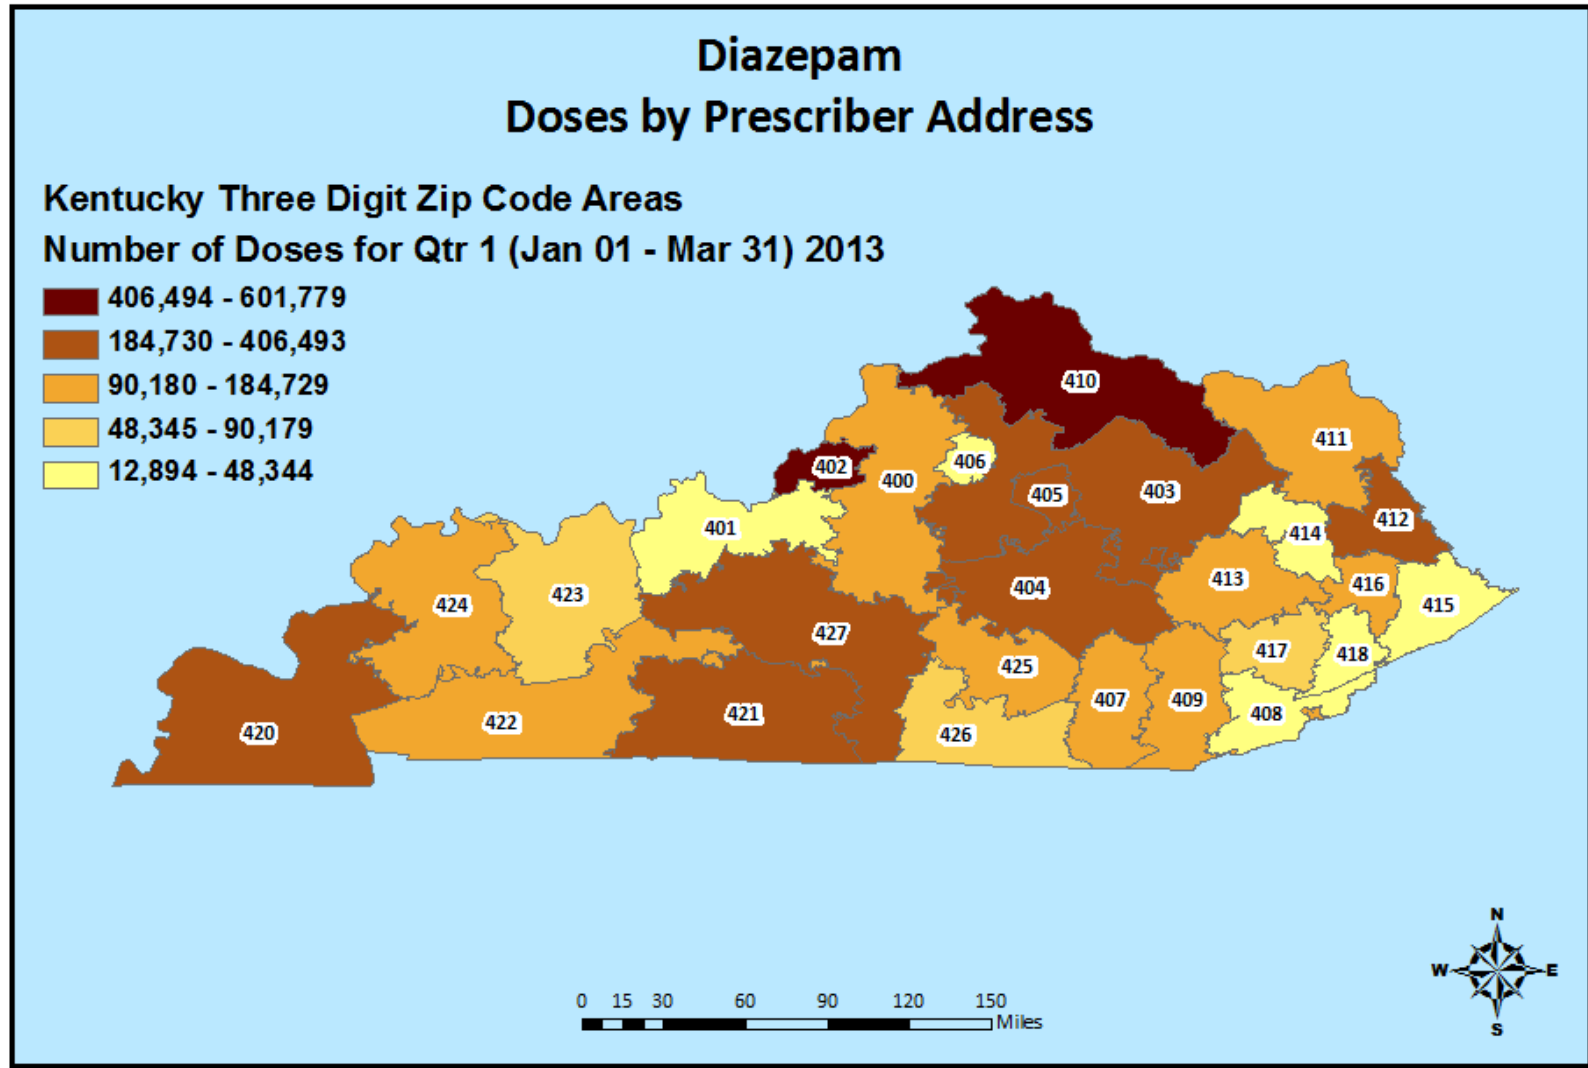 Diazepam
Doses by Prescriber Address
Kentucky Three Digit Zip Code Areas
Number of Doses for Qtr 1 (Jan 01 - Mar 31) 2013
406,494 - 601,779
184,730 - 406,493
90,180 - 184,729
48,345 - 90,179
12,894 - 48,344
410
411
406
402
400
405
403
412
401
414
413
416
404
424
423
415
427
417
418
425
407
409
408
421
422
420
426
N
W E
S
0 15 30 60 90 120 150
Miles